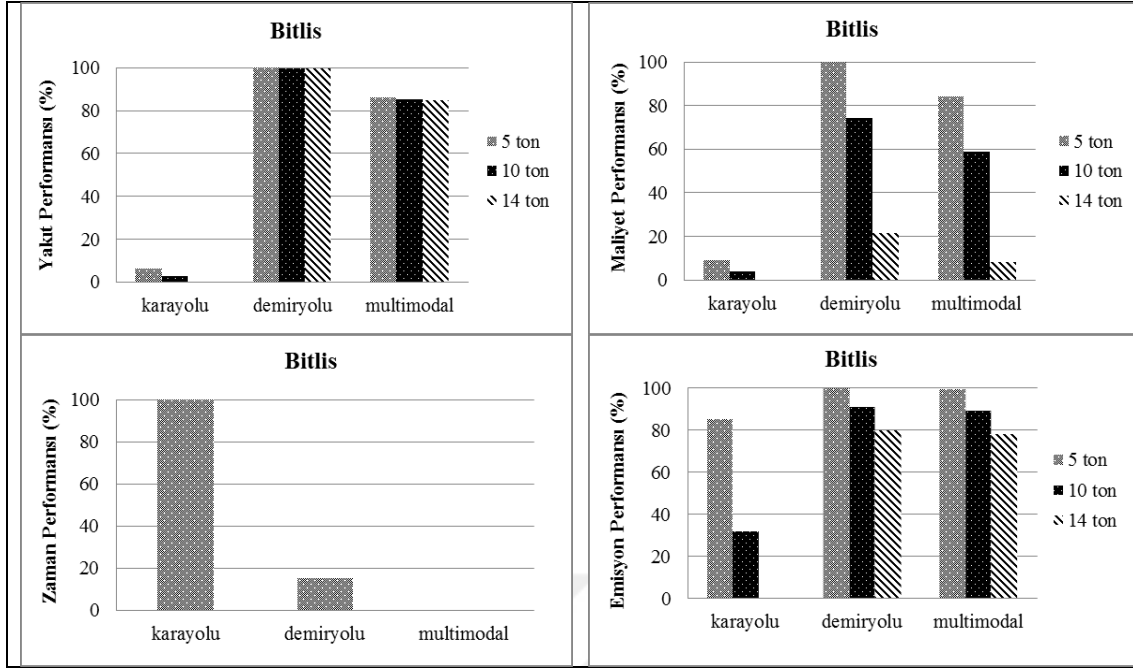 Bitlis
Yakıt Performansı (%)
100
80
60
40
20
0
karayolu demiryolu multimodal
5 ton
10 ton
14 ton
Bitlis
Maliyet Performansı (%)
100
80
60
40
20
0
karayolu demiryolu multimodal
5 ton
10 ton
14 ton
Bitlis
Zaman Performansı (%)
100
80
60
40
20
0
karayolu demiryolu multimodal
Bitlis
Emisyon Performansı (%)
100
80
60
40
20
0
karayolu demiryolu multimodal
5 ton
10 ton
14 ton